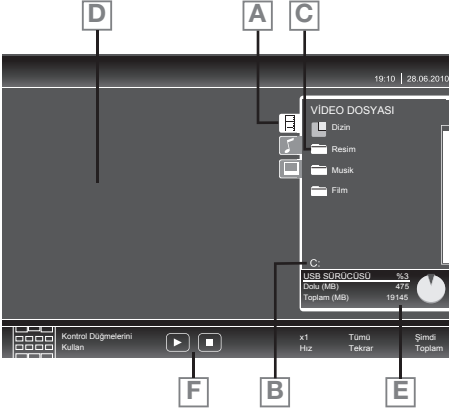 D A C
19:10 28.06.2010
VİDEO DOSYASI
Dizin
Resim
Musik
Film
C:
USB SÜRÜCÜSÜ %3
Dolu (MB) 475
Toplam (MB) 19145
Kontrol Düğmelerini
Kullan
x1 Tümü Şimdi
Hız Tekrar Toplam
F B E